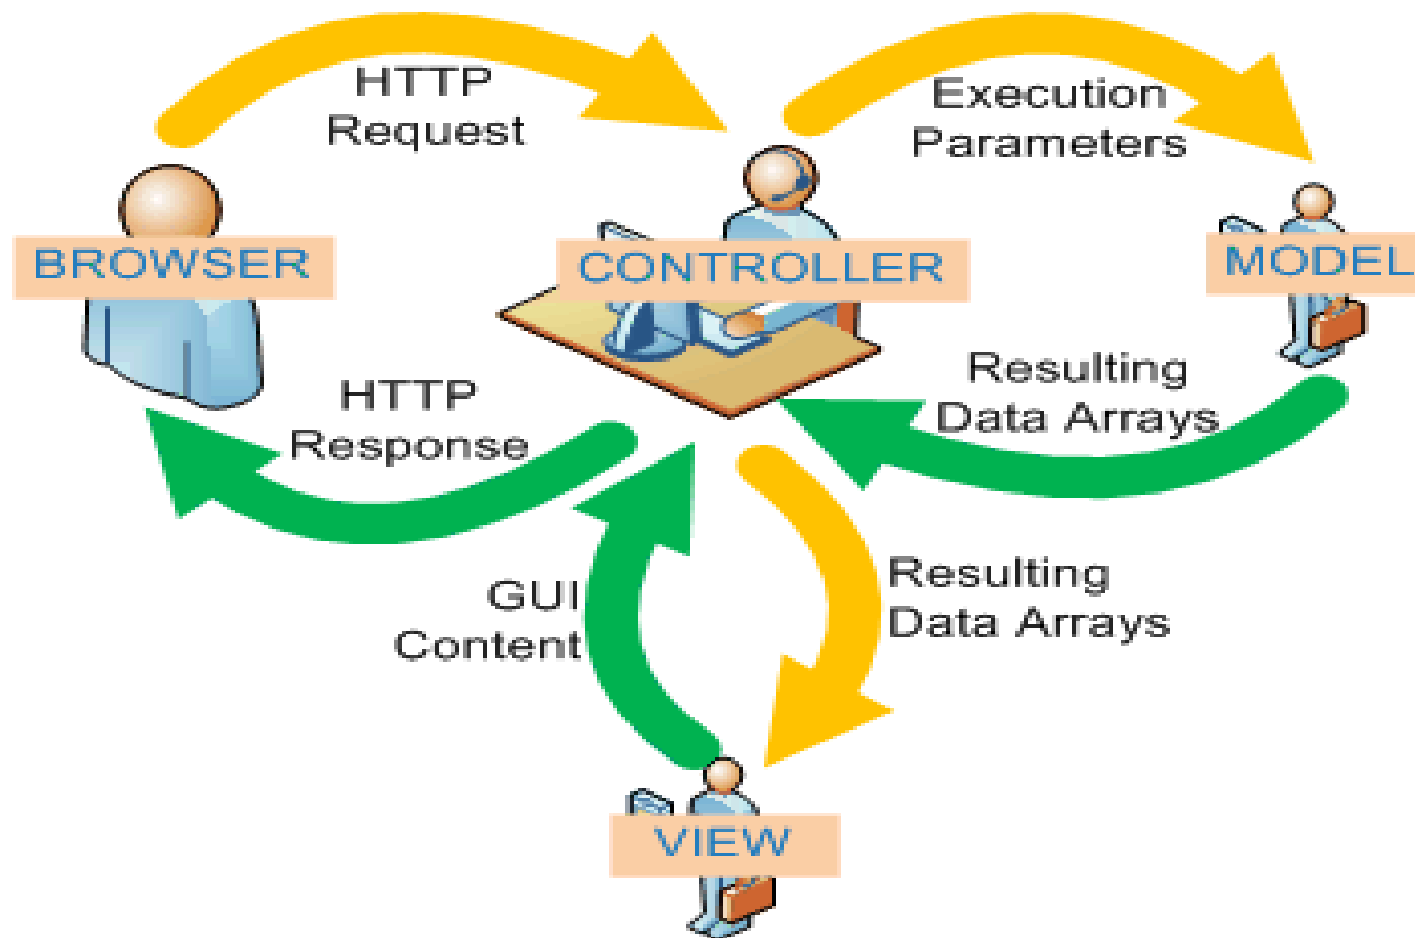 HTTP
Request
Execution
Parameters
BROWSER
CONTROLLER
MODEL
HTTP
Response
Resulting
Data Arrays
GUI
Content
Resulting
Data Arrays
VIEW